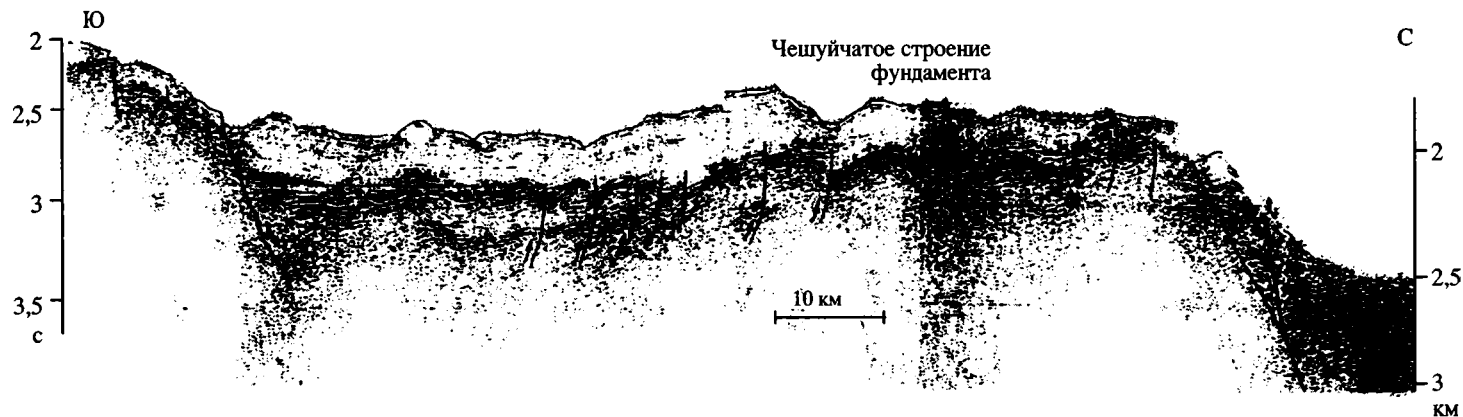 Ю
С
2
2,5
3
3,5
с
Чешуйчатое строение
фундамента
10 км
2
2,5
3
км